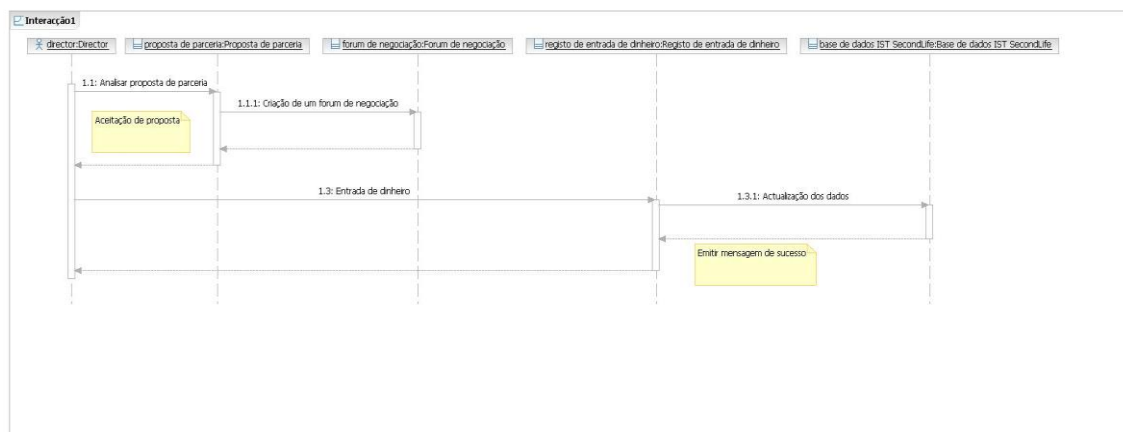 Interacção1
director:Director
proposta de parceria:Proposta de parceria
forum de negociação:Forum de negociação
registo de entrada de dinheiro:Registo de entrada de dinheiro
base de dados IST SecondLife:Base de dados IST SecondLife
1.1: Analisar proposta de parceria
1.1.1: Criação de um forum de negociação
Aceitação de proposta
1.3: Entrada de dinheiro
1.3.1: Actualização dos dados
Emitir mensagem de sucesso